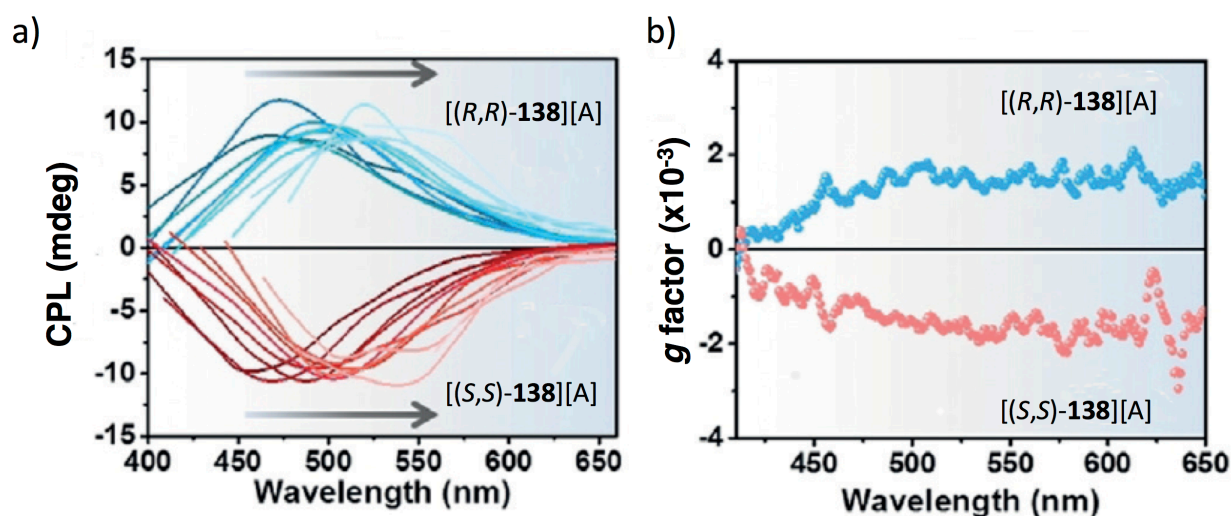 a)
CPL (mdeg)
15
10
5
0
-5
-10
-15
[(R,R)-138][A]
[(S,S)-138][A]
400 450 500 550 600 650
Wavelength (nm)
b)
g factor (x10⁻³)
4
2
0
-2
-4
[(R,R)-138][A]
[(S,S)-138][A]
450 500 550 600 650
Wavelength (nm)